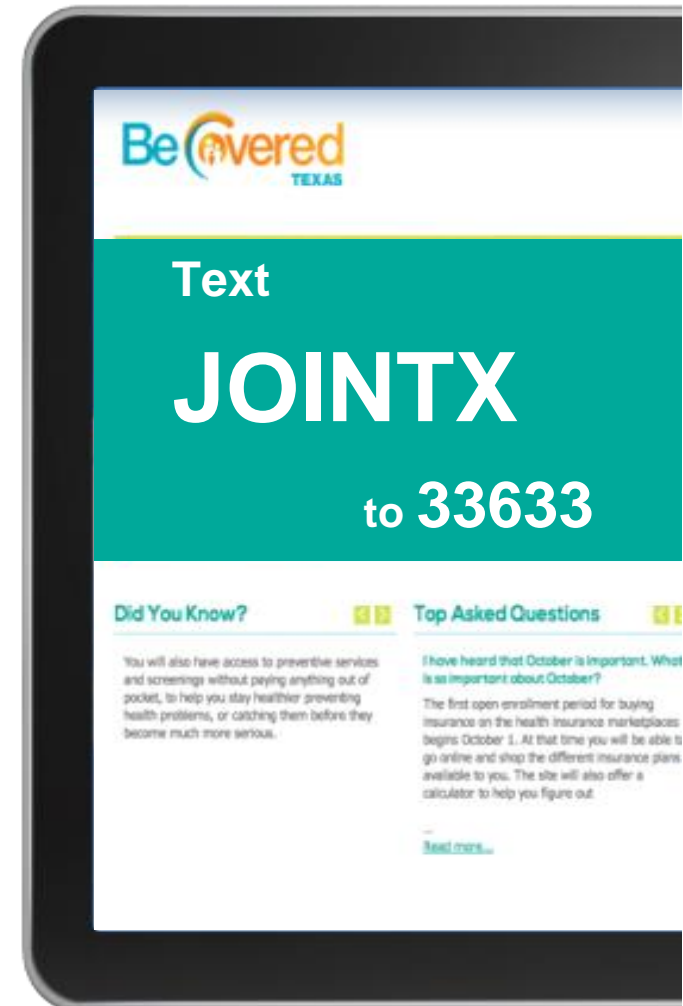 Be Covered
TEXAS
Text
JOINTX
to 33633
Did You Know?
You will also have access to preventive services
and screenings without paying anything out of
pocket, to help you stay healthier preventing
health problems, or catching them before they
become much more serious.
Top Asked Questions
I have heard that October is important. What
is so important about October?
The first open enrollment period for buying
insurance on the health insurance marketplaces
begins October 1. At that time you will be able to
go online and shop the different insurance plans
available to you. The site will also offer a
calculator to help you figure out
...
Read more...